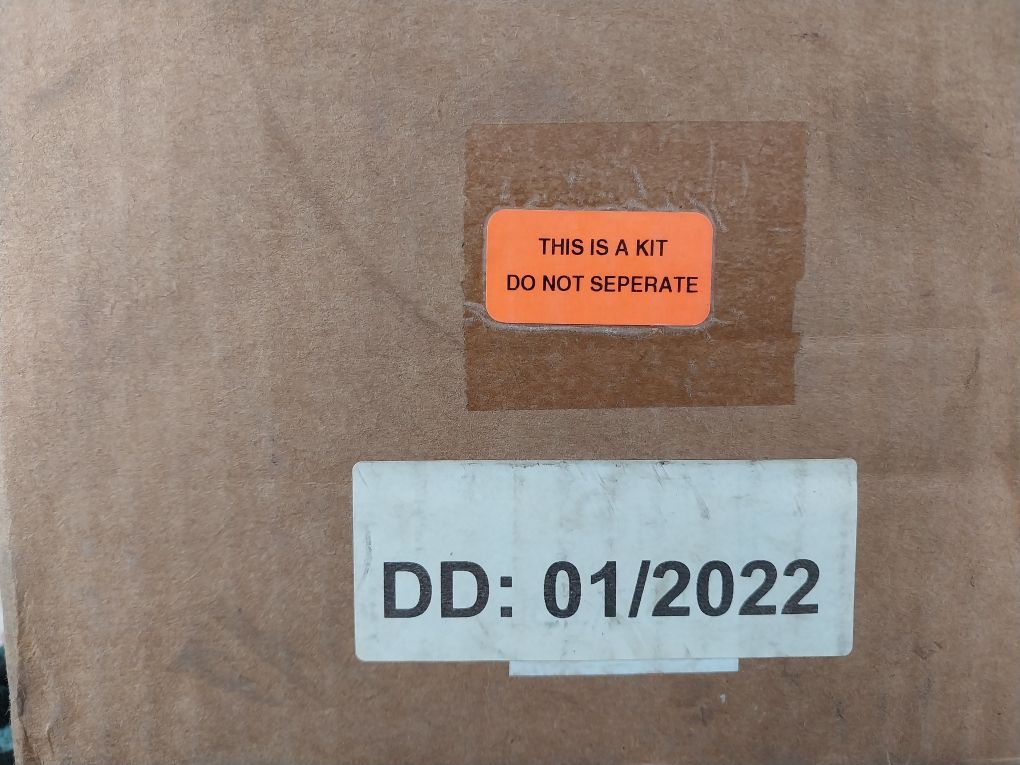 THIS IS A KIT
DO NOT SEPERATE
DD: 01/2022